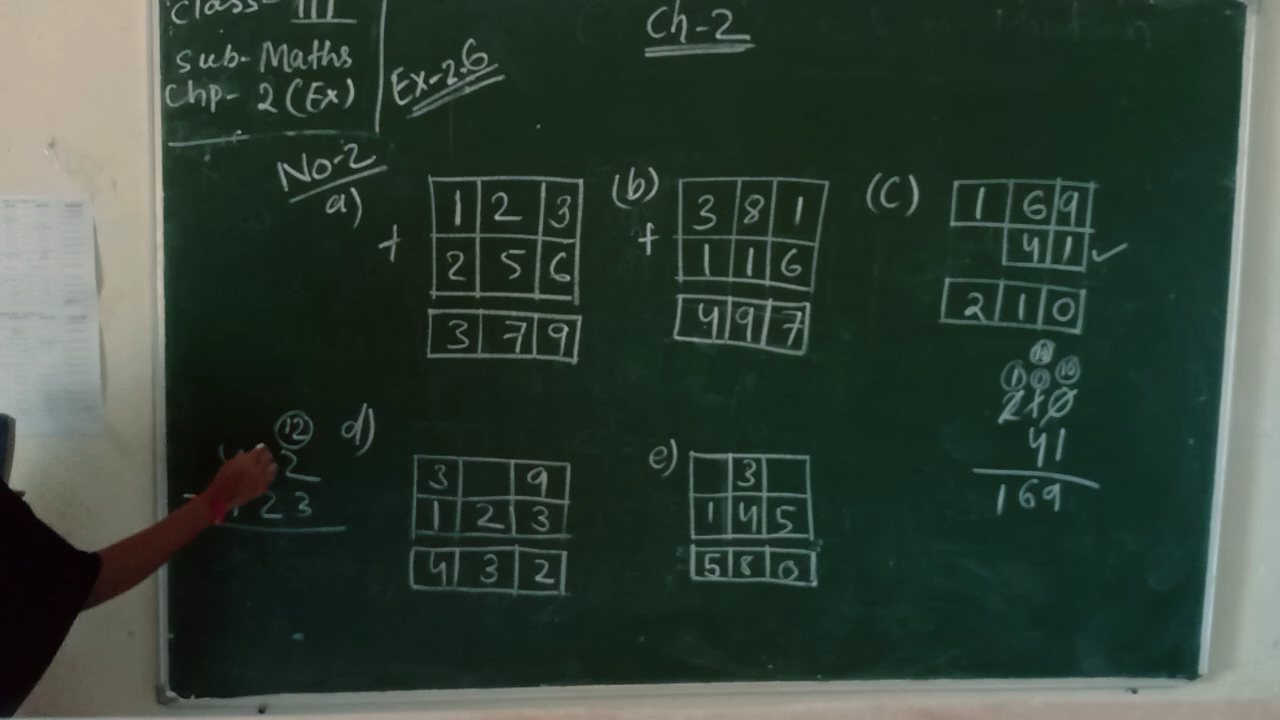 Class- III
Sub- Maths
Chp- 2 (Ex)
Ch-2
Ex-2.6
No-2
a)
1 2 3
+ 2 5 6
3 7 9
(b)
3 8 1
+ 1 1 6
4 9 7
(C)
1 6 9
4 1 ✓
2 1 0
10
1 0 10
2 1 0
4 1
1 6 9
12
2
2 3
d)
3 9
1 2 3
4 3 2
e)
3
1 4 5
5 8 0